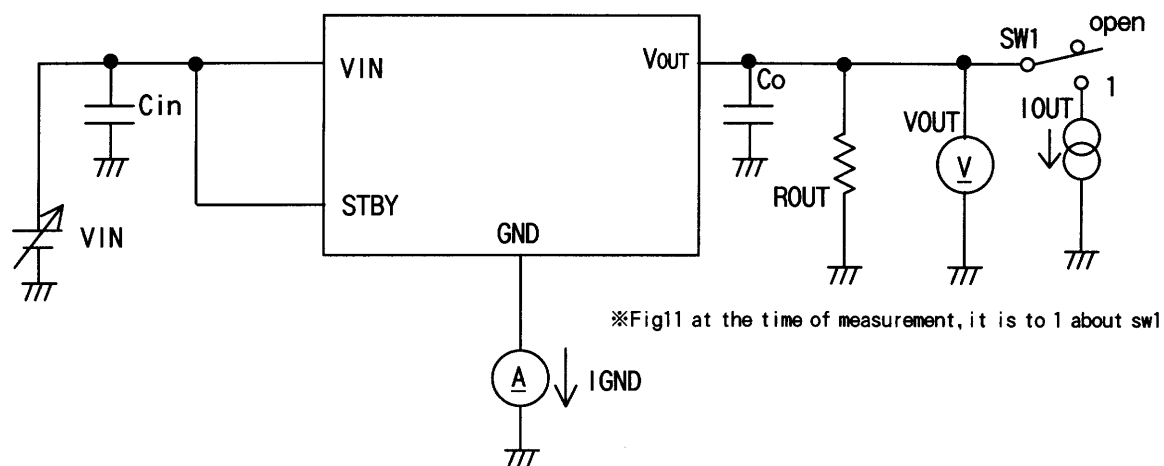 open
SW1
VIN
VOUT
Co
1
Cin
IOUT
VOUT
V
ROUT
STBY
VIN
GND
※Fig11 at the time of measurement, it is to 1 about sw1
A
IGND